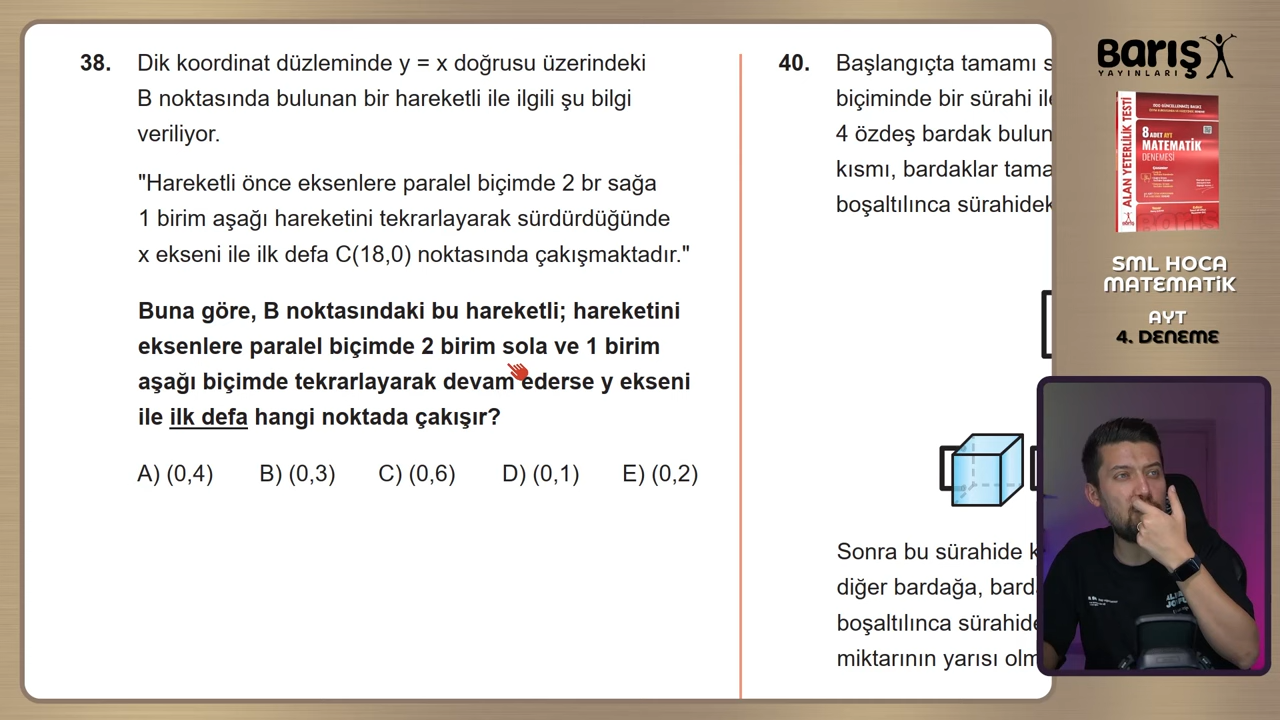 38. Dik koordinat düzleminde y = x doğrusu üzerindeki
B noktasında bulunan bir hareketli ile ilgili şu bilgi
veriliyor.
"Hareketli önce eksenlere paralel biçimde 2 br sağa
1 birim aşağı hareketini tekrarlayarak sürdürdüğünde
x ekseni ile ilk defa C(18,0) noktasında çakışmaktadır."
Buna göre, B noktasındaki bu hareketli; hareketini
eksenlere paralel biçimde 2 birim sola ve 1 birim
aşağı biçimde tekrarlayarak devam ederse y ekseni
ile ilk defa hangi noktada çakışır?
A) (0,4) B) (0,3) C) (0,6) D) (0,1) E) (0,2)
40. Başlangıçta tamamı s
biçiminde bir sürahi ile
4 özdeş bardak bulun
kısmı, bardaklar tama
boşaltılınca sürahidek
Sonra bu sürahide k
diğer bardağa, bard
boşaltılınca sürahide
miktarının yarısı olm
BARIŞ
YAYINLARI
ALAN YETERLİLİK TESTİ
8 ADET AYT
MATEMATİK
DENEMESİ
SML HOCA
MATEMATİK
AYT
4. DENEME